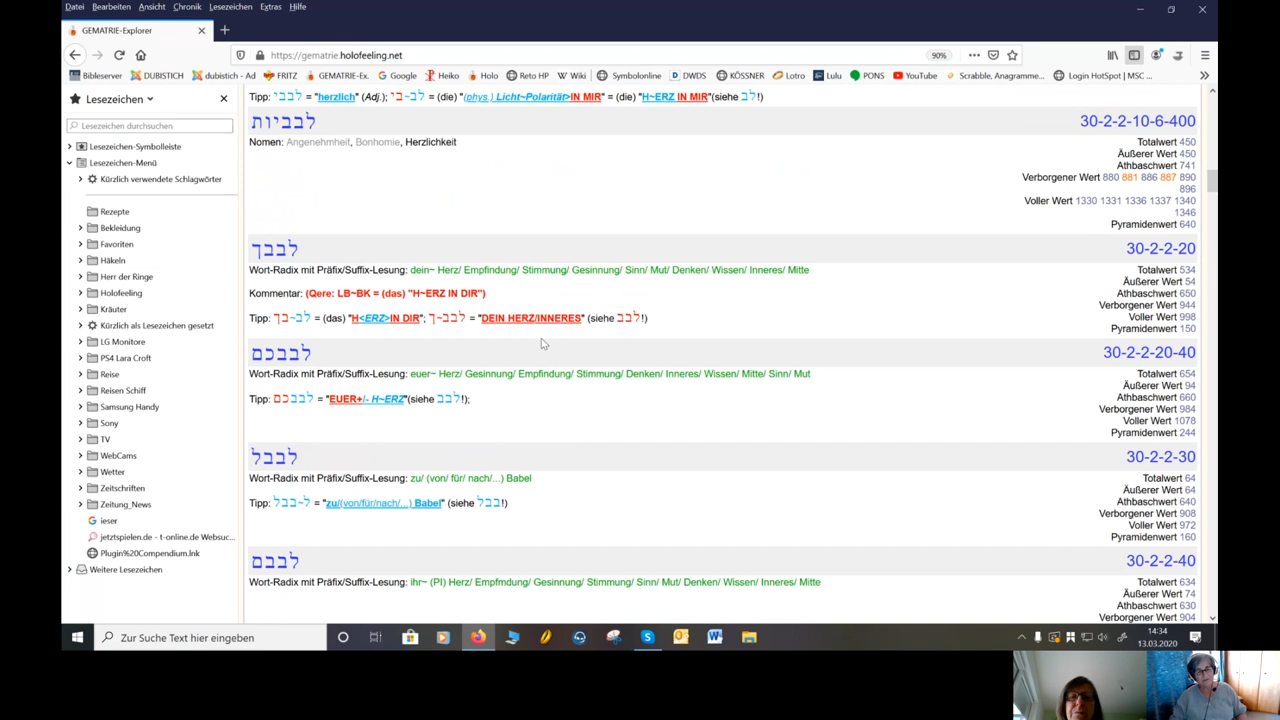 Datei Bearbeiten Ansicht Chronik Lesezeichen Extras Hilfe
GEMATRIE-Explorer
https://gematrie.holofeeling.net 90%
Bibleserver DUBISTICH dubistich - Ad FRITZ GEMATRIE-Ex. Google Heiko Holo Reto HP Wiki Symbolonline DWDS KÖSSNER Lotro Lulu PONS YouTube Scrabble, Anagramme... Login HotSpot | MSC ...
Lesezeichen
Lesezeichen durchsuchen
Lesezeichen-Symbolleiste
Lesezeichen-Menü
Kürzlich verwendete Schlagwörter
Rezepte
Bekleidung
Favoriten
Häkeln
Herr der Ringe
Holofeeling
Kräuter
Kürzlich als Lesezeichen gesetzt
LG Monitore
PS4 Lara Croft
Reise
Reisen Schiff
Samsung Handy
Sony
TV
WebCams
Wetter
Zeitschriften
Zeitung_News
ieser
jetztspielen.de - t-online.de Websuc...
Plugin%20Compendium.lnk
Weitere Lesezeichen
Tipp: לבבי = "herzlich" (Adj.); לב~בי = (die) "(phys.) Licht~Polarität>IN MIR" = (die) "H~ERZ IN MIR"(siehe לב!)
לבביות 30-2-2-10-6-400
Nomen: Angenehmheit, Bonhomie, Herzlichkeit
Totalwert 450
Äußerer Wert 450
Athbaschwert 741
Verborgener Wert 880 881 886 887 890
896
Voller Wert 1330 1331 1336 1337 1340
1346
Pyramidenwert 640
לבבך 30-2-2-20
Wort-Radix mit Präfix/Suffix-Lesung: dein~ Herz/ Empfindung/ Stimmung/ Gesinnung/ Sinn/ Mut/ Denken/ Wissen/ Inneres/ Mitte
Kommentar: (Qere: LB~BK = (das) "H~ERZ IN DIR")
Tipp: לב~בך = (das) "H<ERZ>IN DIR"; לבב~ך = "DEIN HERZ/INNERES" (siehe לבב!)
Totalwert 534
Äußerer Wert 54
Athbaschwert 650
Verborgener Wert 944
Voller Wert 998
Pyramidenwert 150
לבבכם 30-2-2-20-40
Wort-Radix mit Präfix/Suffix-Lesung: euer~ Herz/ Gesinnung/ Empfindung/ Stimmung/ Denken/ Inneres/ Wissen/ Mitte/ Sinn/ Mut
Tipp: לבבכם = "EUER+/- H~ERZ"(siehe לבב!);
Totalwert 654
Äußerer Wert 94
Athbaschwert 660
Verborgener Wert 984
Voller Wert 1078
Pyramidenwert 244
לבבל 30-2-2-30
Wort-Radix mit Präfix/Suffix-Lesung: zu/ (von/ für/ nach/...) Babel
Tipp: ל~בבל = "zu/(von/für/nach/...) Babel" (siehe בבל!)
Totalwert 64
Äußerer Wert 64
Athbaschwert 640
Verborgener Wert 908
Voller Wert 972
Pyramidenwert 160
לבבם 30-2-2-40
Wort-Radix mit Präfix/Suffix-Lesung: ihr~ (Pl) Herz/ Empfmdung/ Gesinnung/ Stimmung/ Sinn/ Mut/ Denken/ Wissen/ Inneres/ Mitte
Totalwert 634
Äußerer Wert 74
Athbaschwert 630
Verborgener Wert 904
Zur Suche Text hier eingeben
14:34
13.03.2020